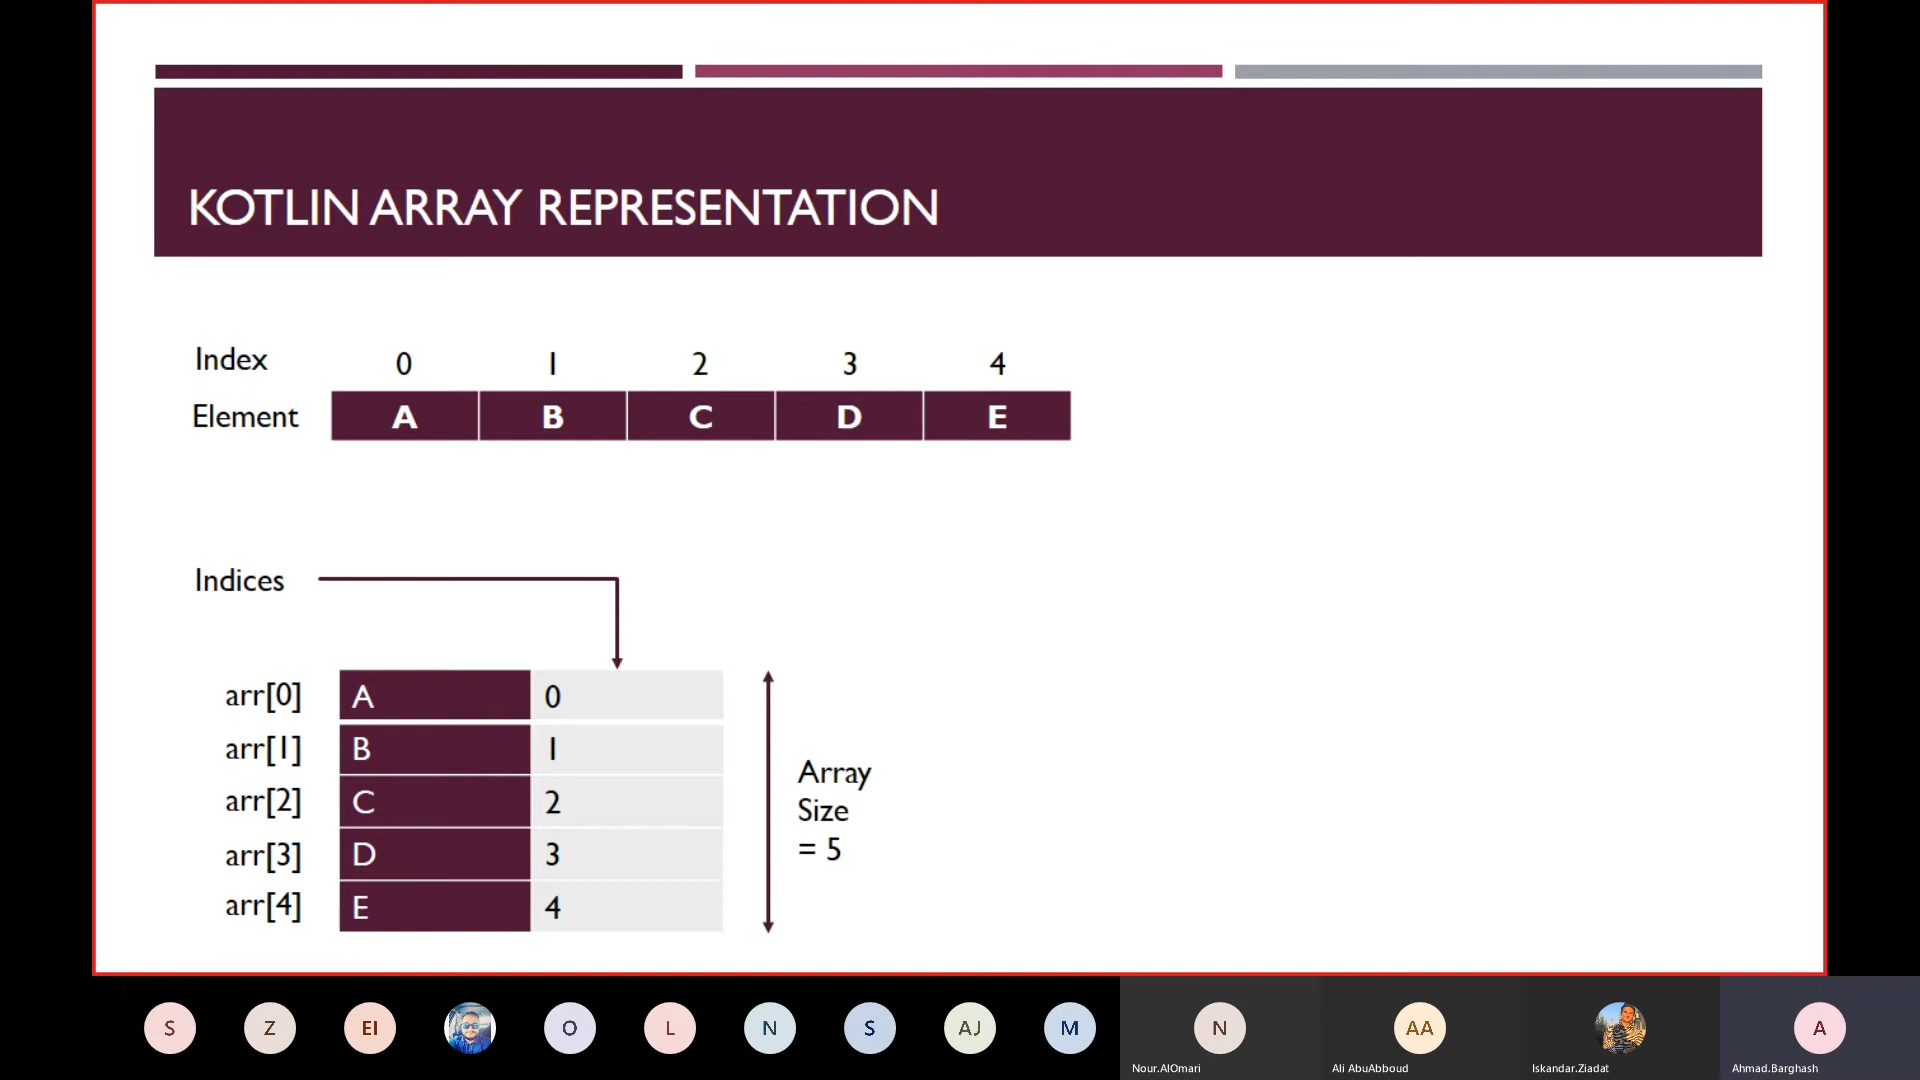 KOTLIN ARRAY REPRESENTATION
Index 0 1 2 3 4
Element A B C D E
Indices
arr[0] A 0
arr[1] B 1
arr[2] C 2
arr[3] D 3
arr[4] E 4
Array
Size
= 5
S Z EI O L N S AJ M N AA A
Nour.AlOmari Ali AbuAbboud Iskandar.Ziadat Ahmad.Barghash